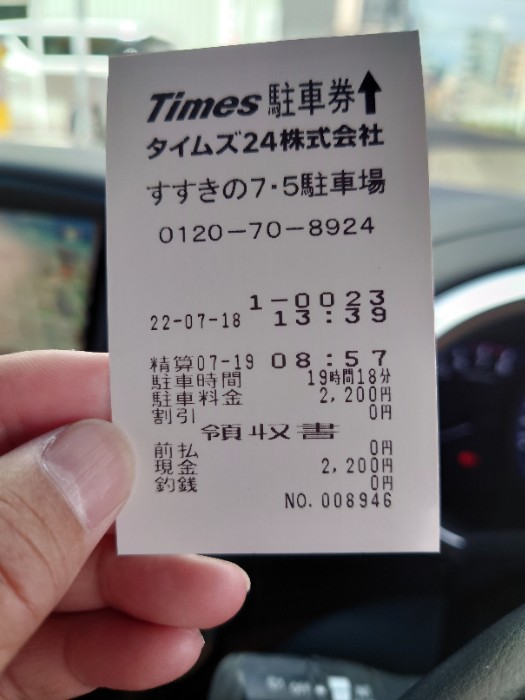 Times 駐車券↑
タイムズ24株式会社
すすきの7・5駐車場
0120-70-8924
1-0023
22-07-18 13:39
精算07-19 08:57
駐車時間 19時間18分
駐車料金 2,200円
割引 0円
領収書
前払 0円
現金 2,200円
釣銭 0円
NO.008946